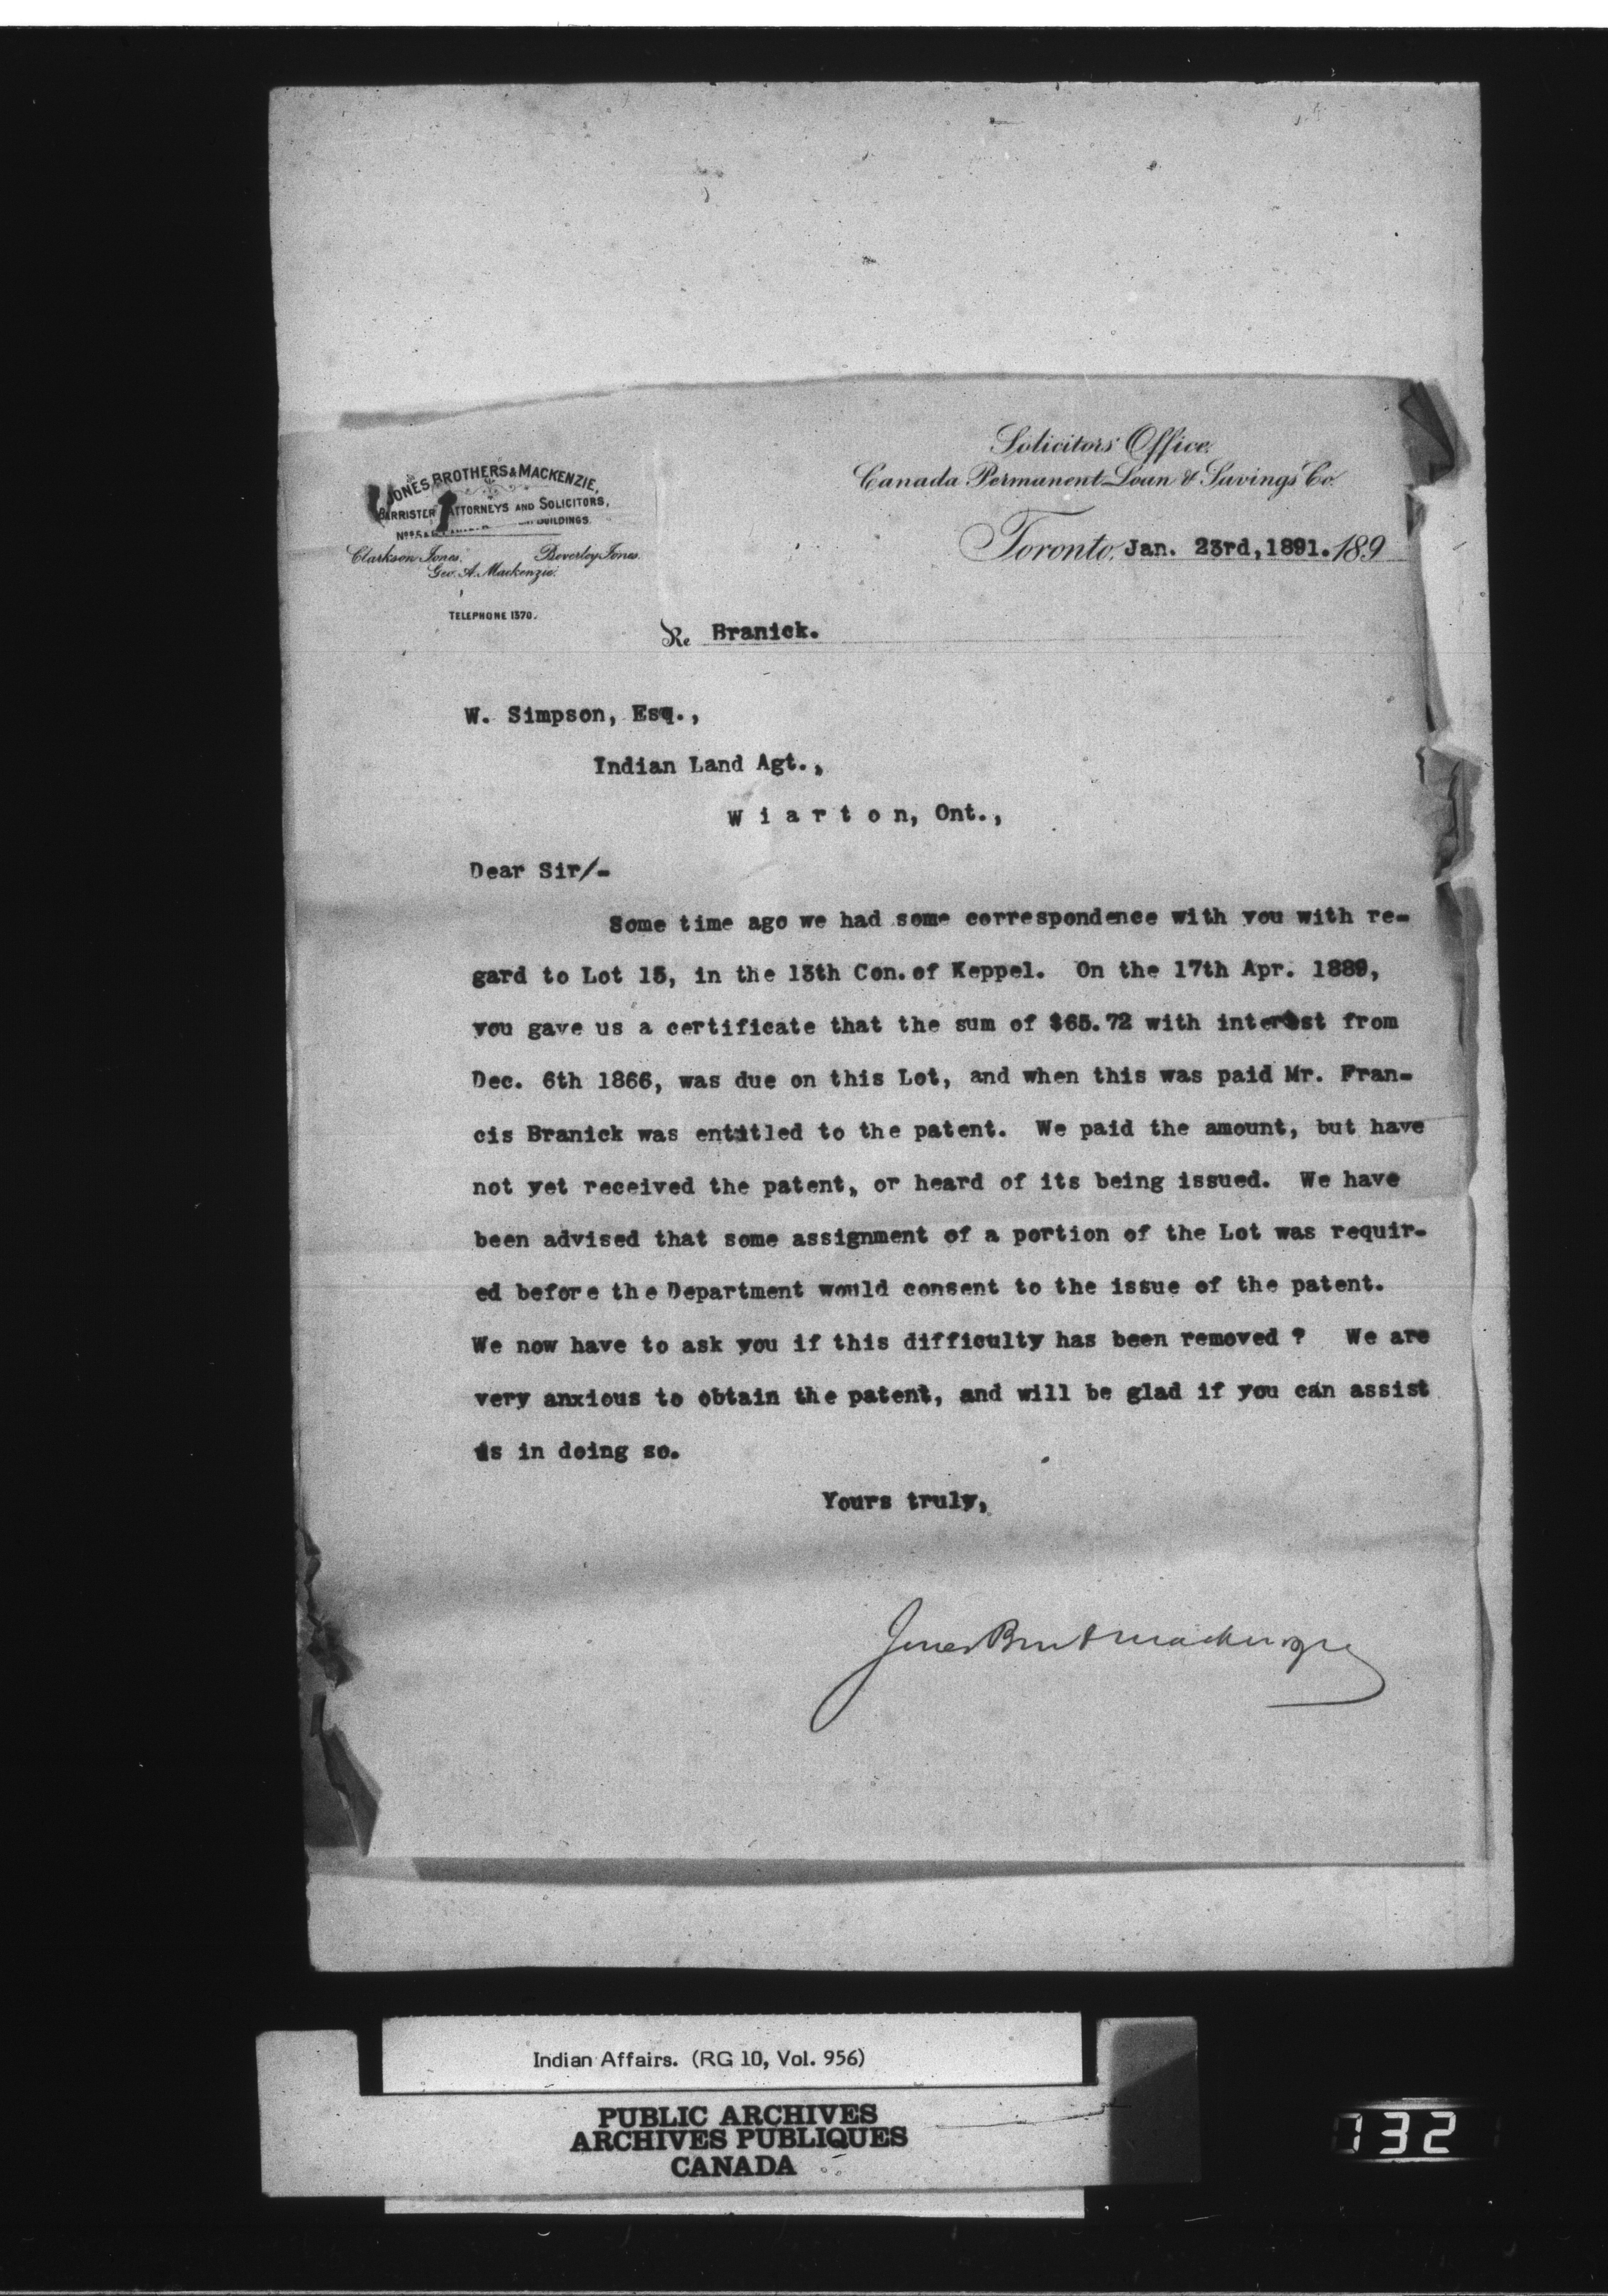 JONES BROTHERS & MACKENZIE,
BARRISTER ATTORNEYS AND SOLICITORS,
BUILDINGS.
Clarkson Jones. Beverley Jones.
Geo. A. Mackenzie.
TELEPHONE 1370.
Solicitors' Office.
Canada Permanent Loan & Savings Co.
Toronto, Jan. 23rd, 1891. 189
Re Branick.
W. Simpson, Esq.,
Indian Land Agt.,
W i a r t o n, Ont.,
Dear Sir/-
Some time ago we had some correspondence with you with re-
gard to Lot 15, in the 13th Con. of Keppel. On the 17th Apr. 1889,
you gave us a certificate that the sum of $65.72 with interest from
Dec. 6th 1866, was due on this Lot, and when this was paid Mr. Fran-
cis Branick was entitled to the patent. We paid the amount, but have
not yet received the patent, or heard of its being issued. We have
been advised that some assignment of a portion of the Lot was requir-
ed before the Department would consent to the issue of the patent.
We now have to ask you if this difficulty has been removed ? We are
very anxious to obtain the patent, and will be glad if you can assist
us in doing so.
Yours truly,
Jones Bros & Mackenzie
Indian Affairs. (RG 10, Vol. 956)
PUBLIC ARCHIVES
ARCHIVES PUBLIQUES
CANADA
132